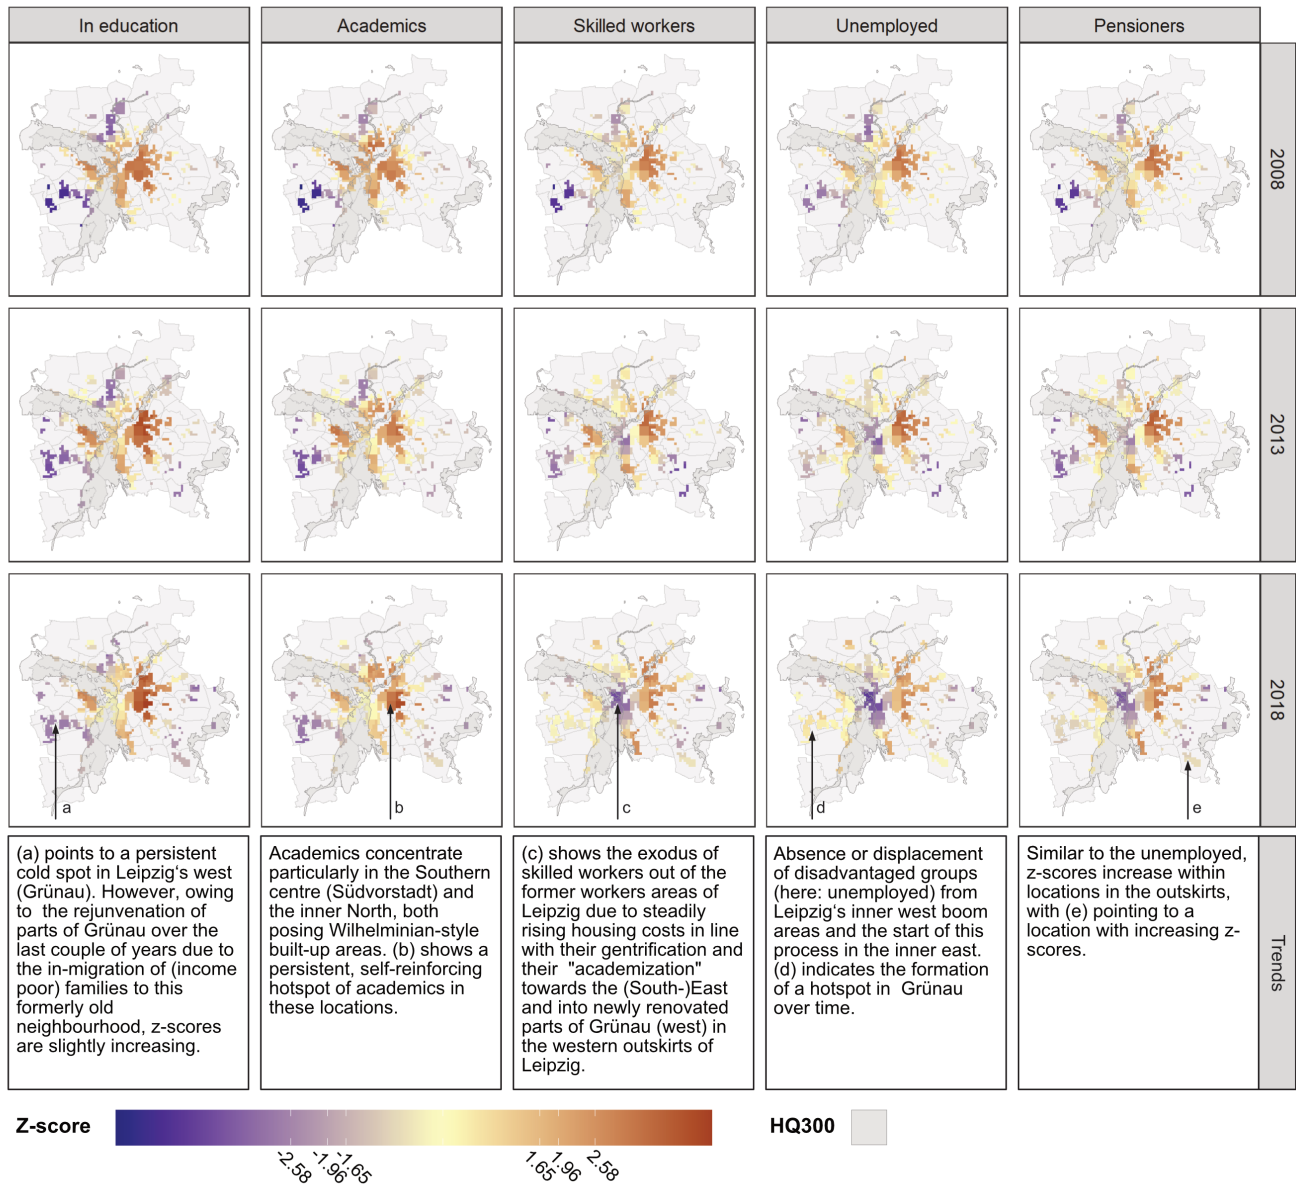 In education
Academics
Skilled workers
Unemployed
Pensioners
2008
2013
2018
a
b
c
d
e
(a) points to a persistent
cold spot in Leipzig's west
(Grünau). However, owing
to  the rejunvenation of
parts of Grünau over the
last couple of years due to
the in-migration of (income
poor) families to this
formerly old
neighbourhood, z-scores
are slightly increasing.
Academics concentrate
particularly in the Southern
centre (Südvorstadt) and
the inner North, both
posing Wilhelminian-style
built-up areas. (b) shows a
persistent, self-reinforcing
hotspot of academics in
these locations.
(c) shows the exodus of
skilled workers out of the
former workers areas of
Leipzig due to steadily
rising housing costs in line
with their gentrification and
their  "academization"
towards the (South-)East
and into newly renovated
parts of Grünau (west) in
the western outskirts of
Leipzig.
Absence or displacement
of disadvantaged groups
(here: unemployed) from
Leipzig's inner west boom
areas and the start of this
process in the inner east.
(d) indicates the formation
of a hotspot in  Grünau
over time.
Similar to the unemployed,
z-scores increase within
locations in the outskirts,
with (e) pointing to a
location with increasing z-
scores.
Trends
Z-score
-2.58
-1.96
-1.65
1.65
1.96
2.58
HQ300